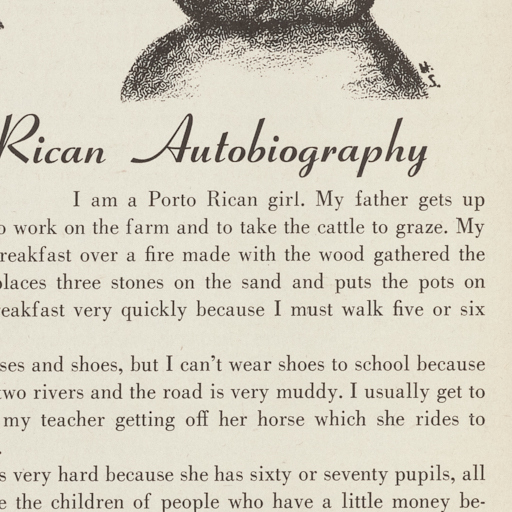 H.S.
Rican Autobiography
I am a Porto Rican girl. My father gets up
o work on the farm and to take the cattle to graze. My
reakfast over a fire made with the wood gathered the
places three stones on the sand and puts the pots on
eakfast very quickly because I must walk five or six
ses and shoes, but I can't wear shoes to school because
two rivers and the road is very muddy. I usually get to
my teacher getting off her horse which she rides to
.
s very hard because she has sixty or seventy pupils, all
e the children of people who have a little money be-